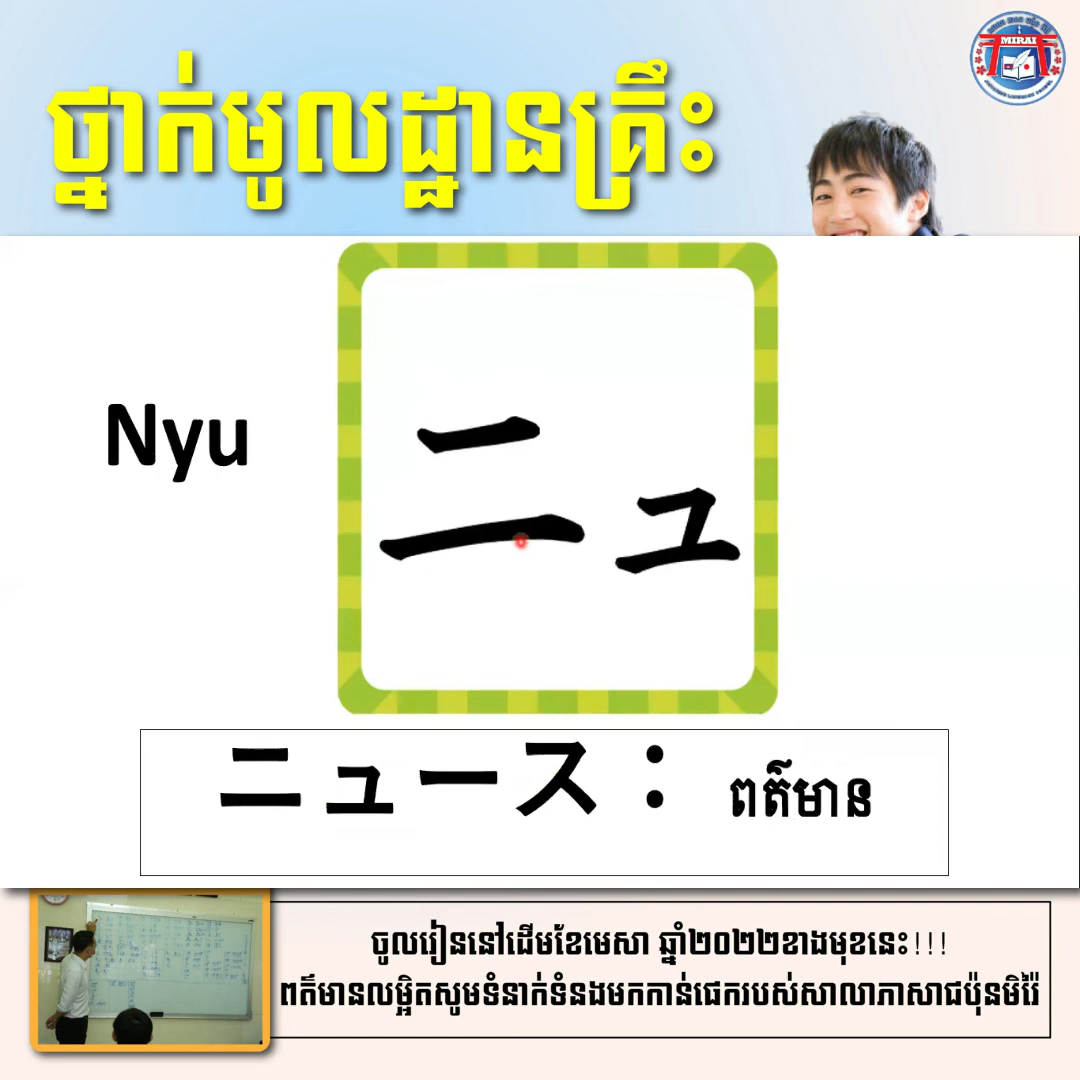 MIRAI
ថ្នាក់មូលដ្ឋានគ្រឹះ
Nyu
ニュ
ニュース： ពត៌មាន
ចូលរៀននៅដើមខែមេសា ឆ្នាំ២០២២ខាងមុខនេះ!!!
ពត៌មានលម្អិតសូមទំនាក់ទំនងមកកាន់ផេករបស់សាលាភាសាជប៉ុនមិរ៉ៃ